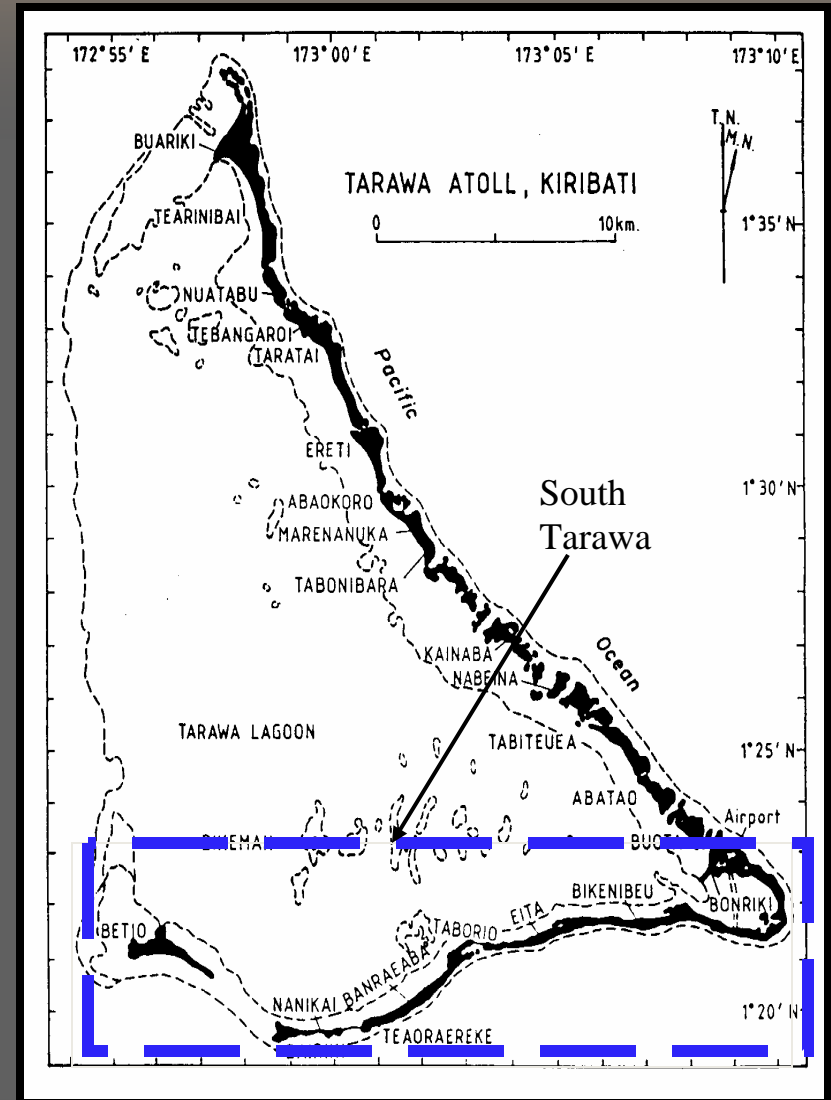 172°55' E 173°00' E 173°05' E 173°10' E
T.N.
M.N.
BUARIKI
TARAWA ATOLL, KIRIBATI
TEARINIBAI
0 10km.
1°35' N
NUATABU
TEBANGAROI
TARATAI
Pacific
ERETI
South
Tarawa
1°30' N
ABAOKORO
MARENANUKA
TABONIBARA
KAINABA
Ocean
NABEINA
TARAWA LAGOON
TABITEUEA
1°25' N
ABATAO
Airport
BIKENIBEU
BONRIKI
EITA
BETIO
TABORIO
BANRAEABA
NANIKAI
1°20' N
TEAORAEREKE